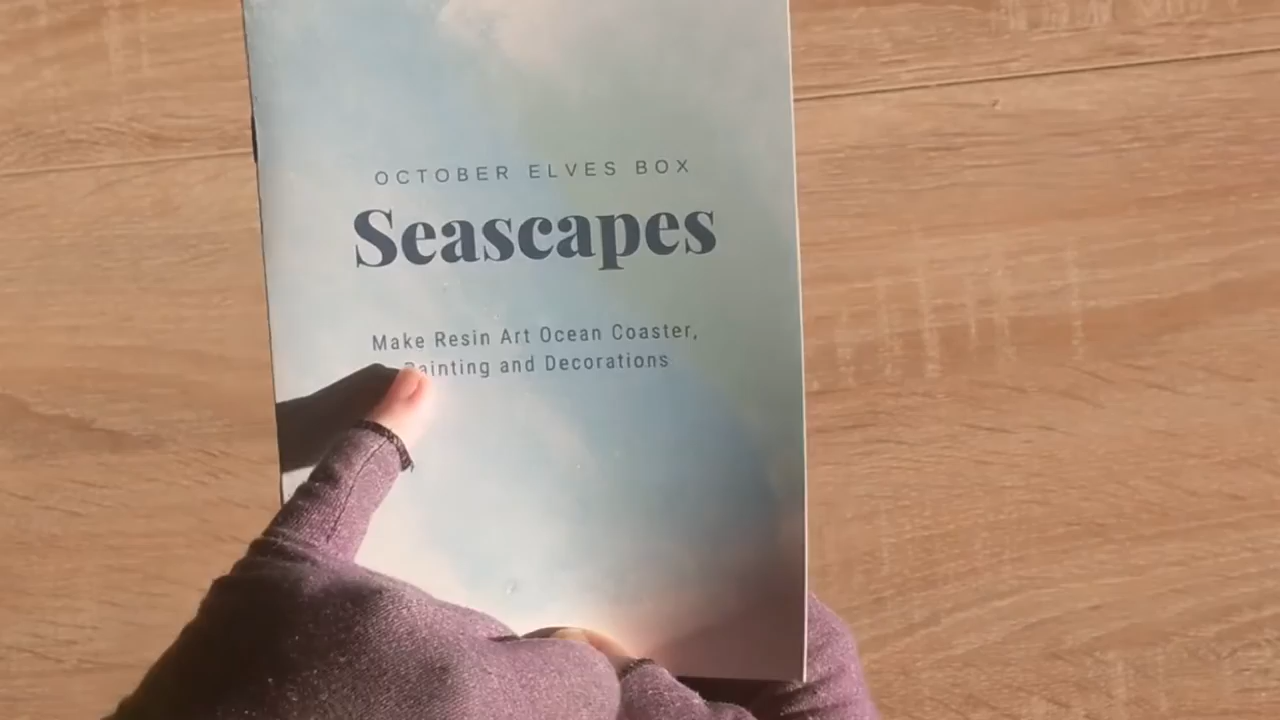 OCTOBER ELVES BOX
Seascapes
Make Resin Art Ocean Coaster,
Painting and Decorations